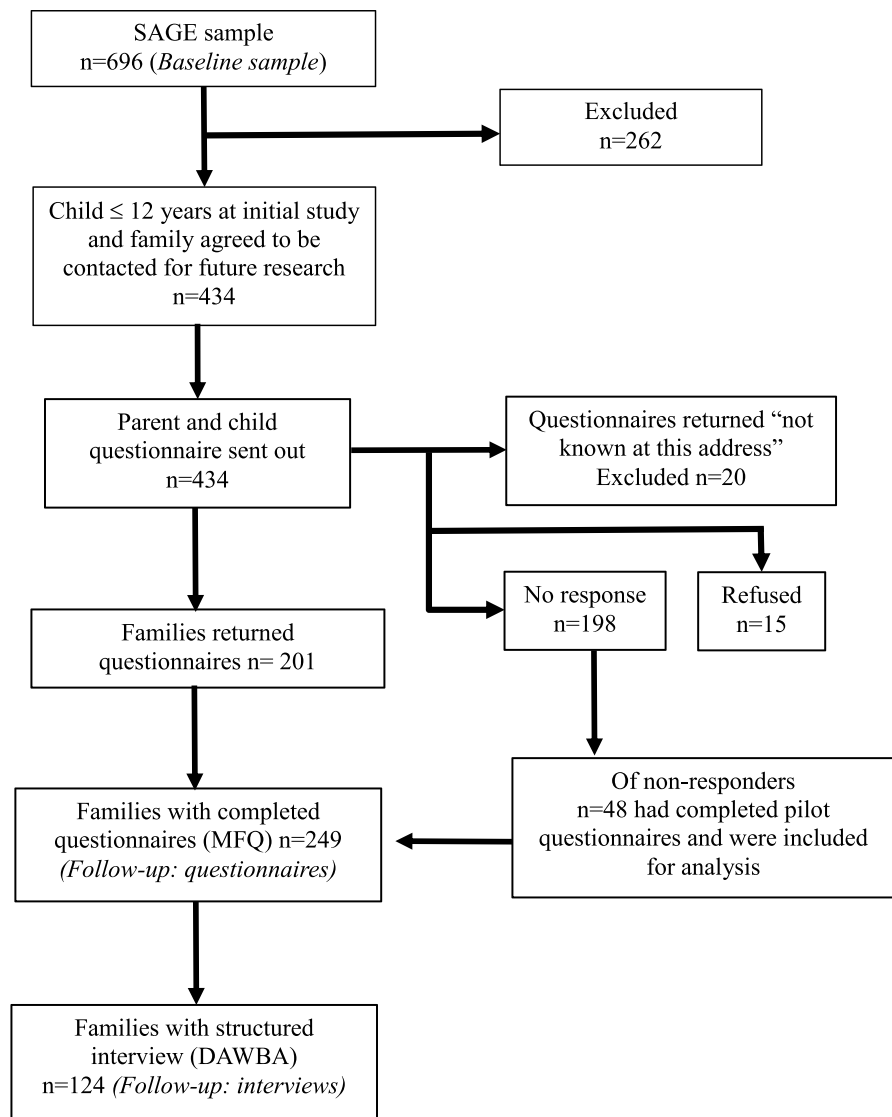 SAGE sample
n=696 (Baseline sample)
Excluded
n=262
Child ≤ 12 years at initial study
and family agreed to be
contacted for future research
n=434
Parent and child
questionnaire sent out
n=434
Questionnaires returned “not
known at this address”
Excluded n=20
No response
n=198
Refused
n=15
Families returned
questionnaires n= 201
Of non-responders
n=48 had completed pilot
questionnaires and were included
for analysis
Families with completed
questionnaires (MFQ) n=249
(Follow-up: questionnaires)
Families with structured
interview (DAWBA)
n=124 (Follow-up: interviews)